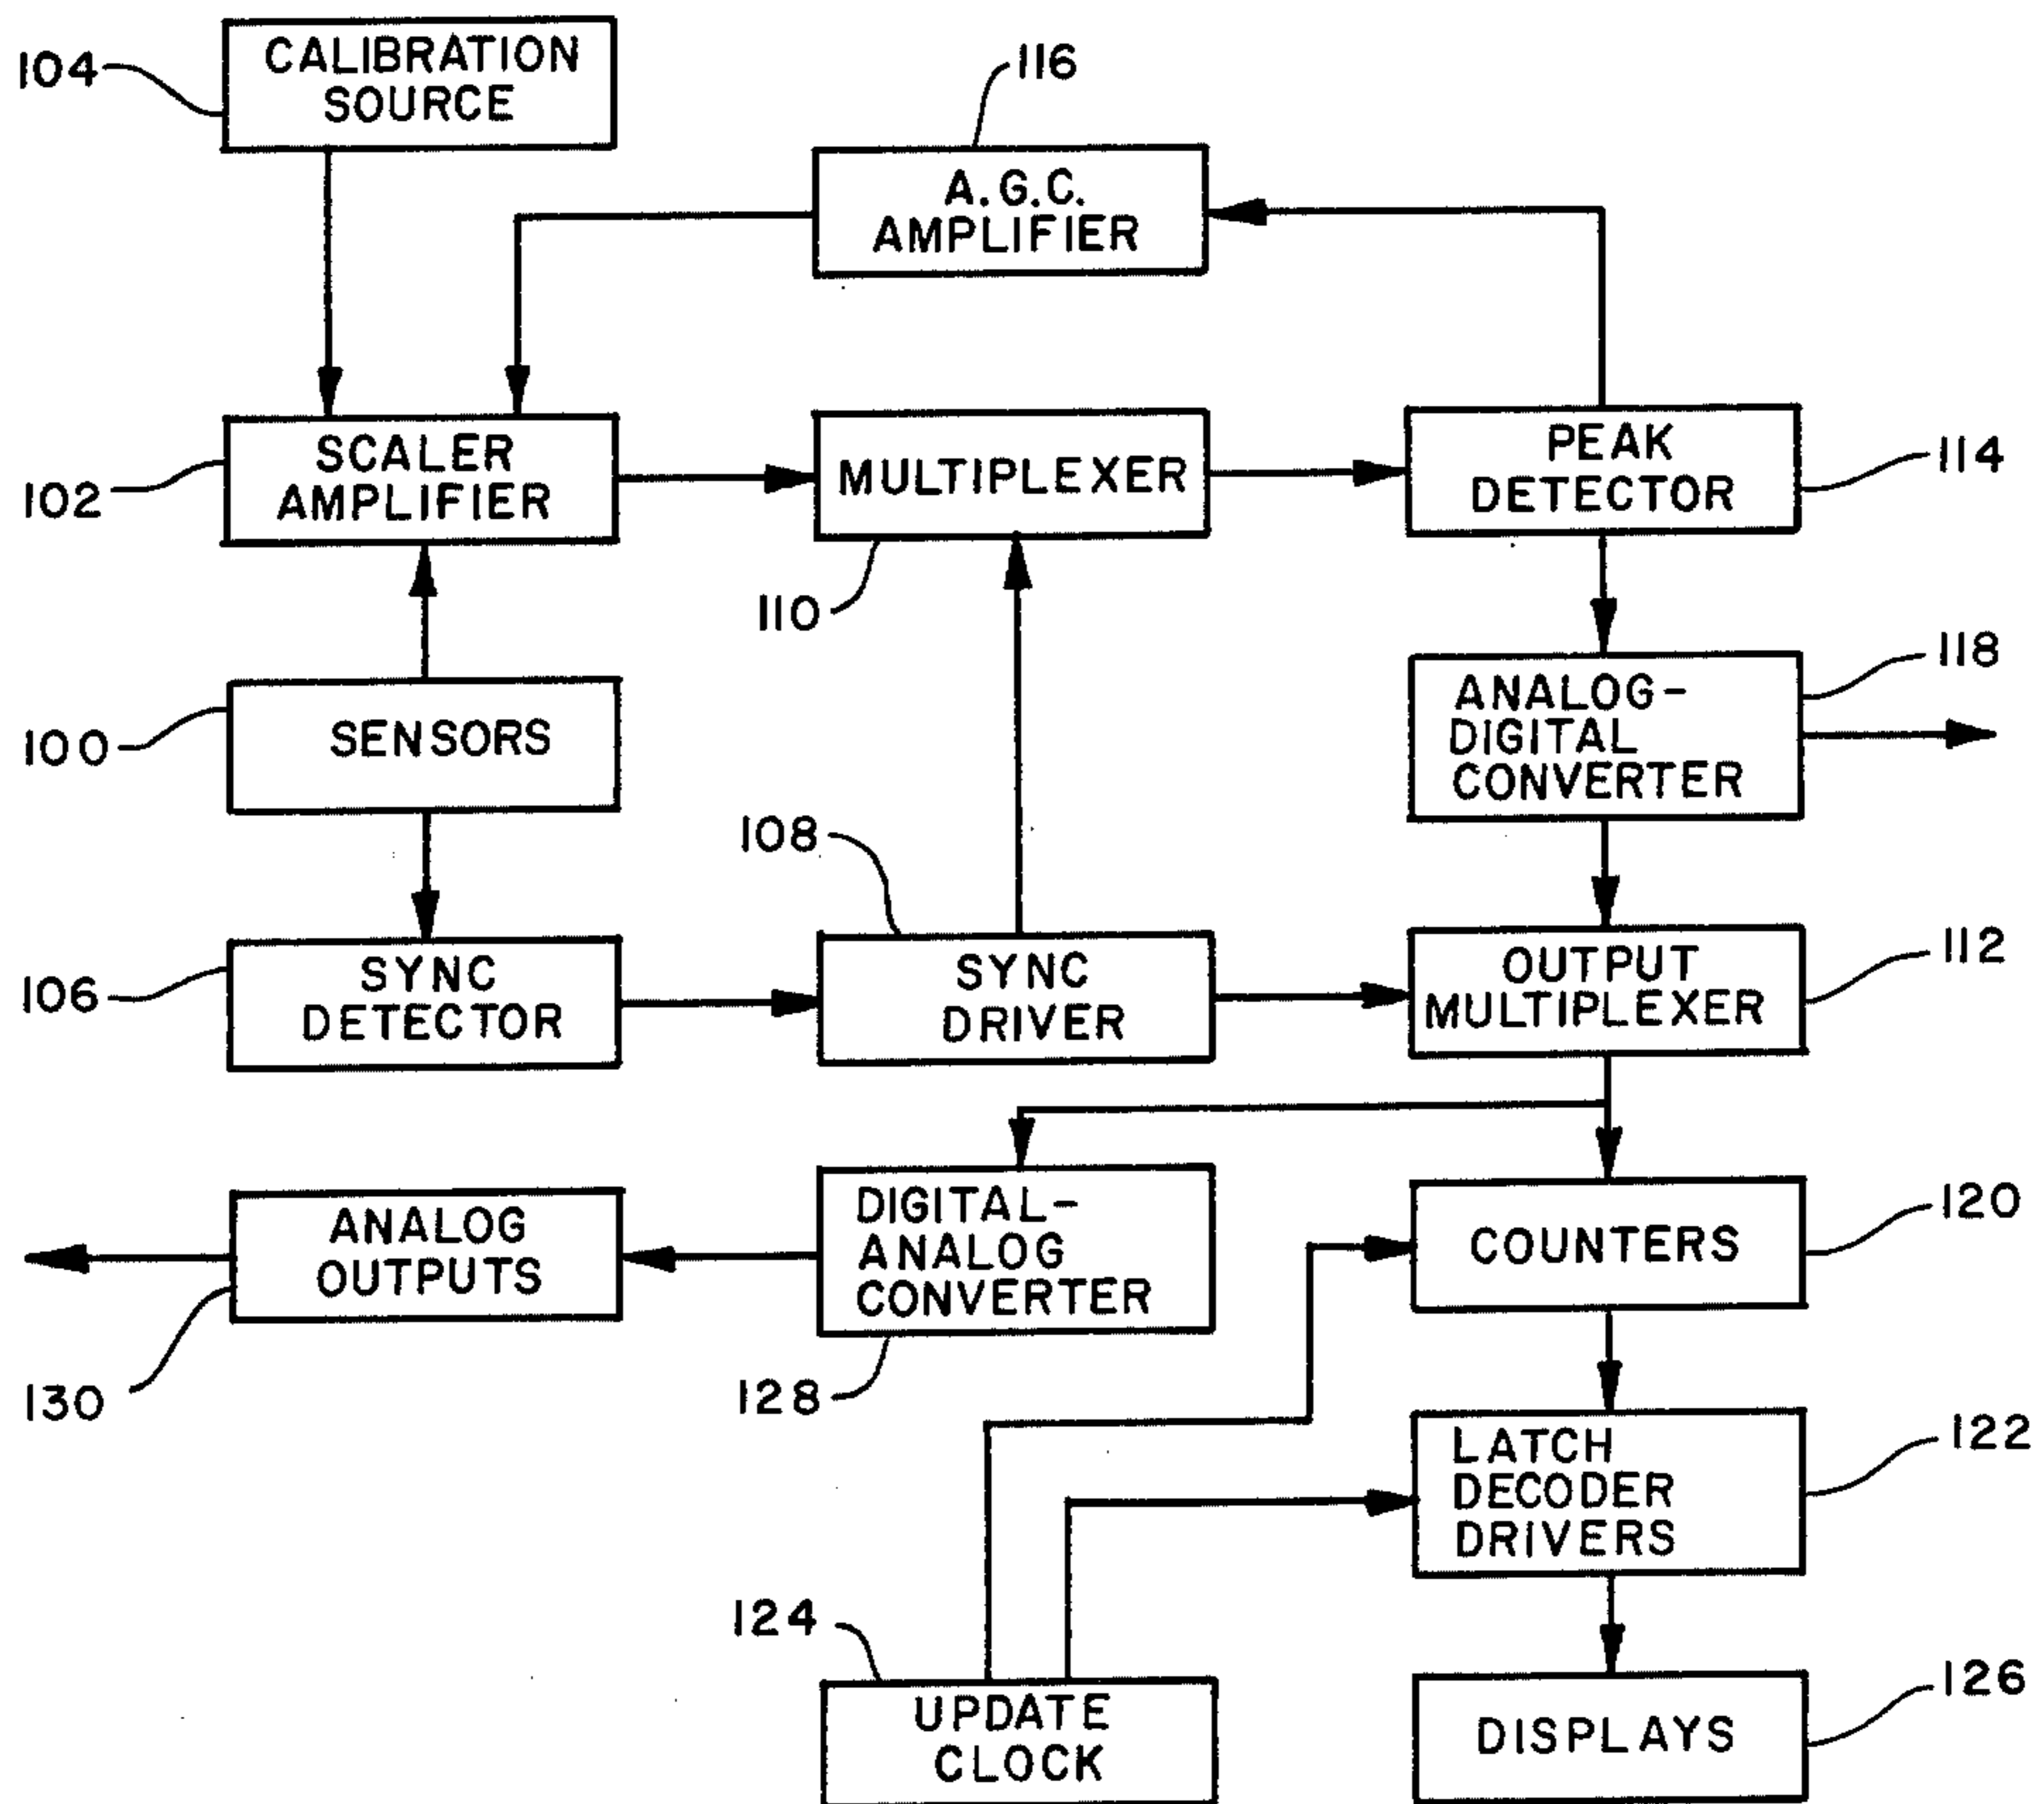 104
CALIBRATION
SOURCE
116
A.G.C.
AMPLIFIER
102
SCALER
AMPLIFIER
MULTIPLEXER
110
PEAK
DETECTOR
114
100
SENSORS
ANALOG-
DIGITAL
CONVERTER
118
106
SYNC
DETECTOR
108
SYNC
DRIVER
OUTPUT
MULTIPLEXER
112
ANALOG
OUTPUTS
130
DIGITAL-
ANALOG
CONVERTER
128
COUNTERS
120
LATCH
DECODER
DRIVERS
122
124
UPDATE
CLOCK
DISPLAYS
126